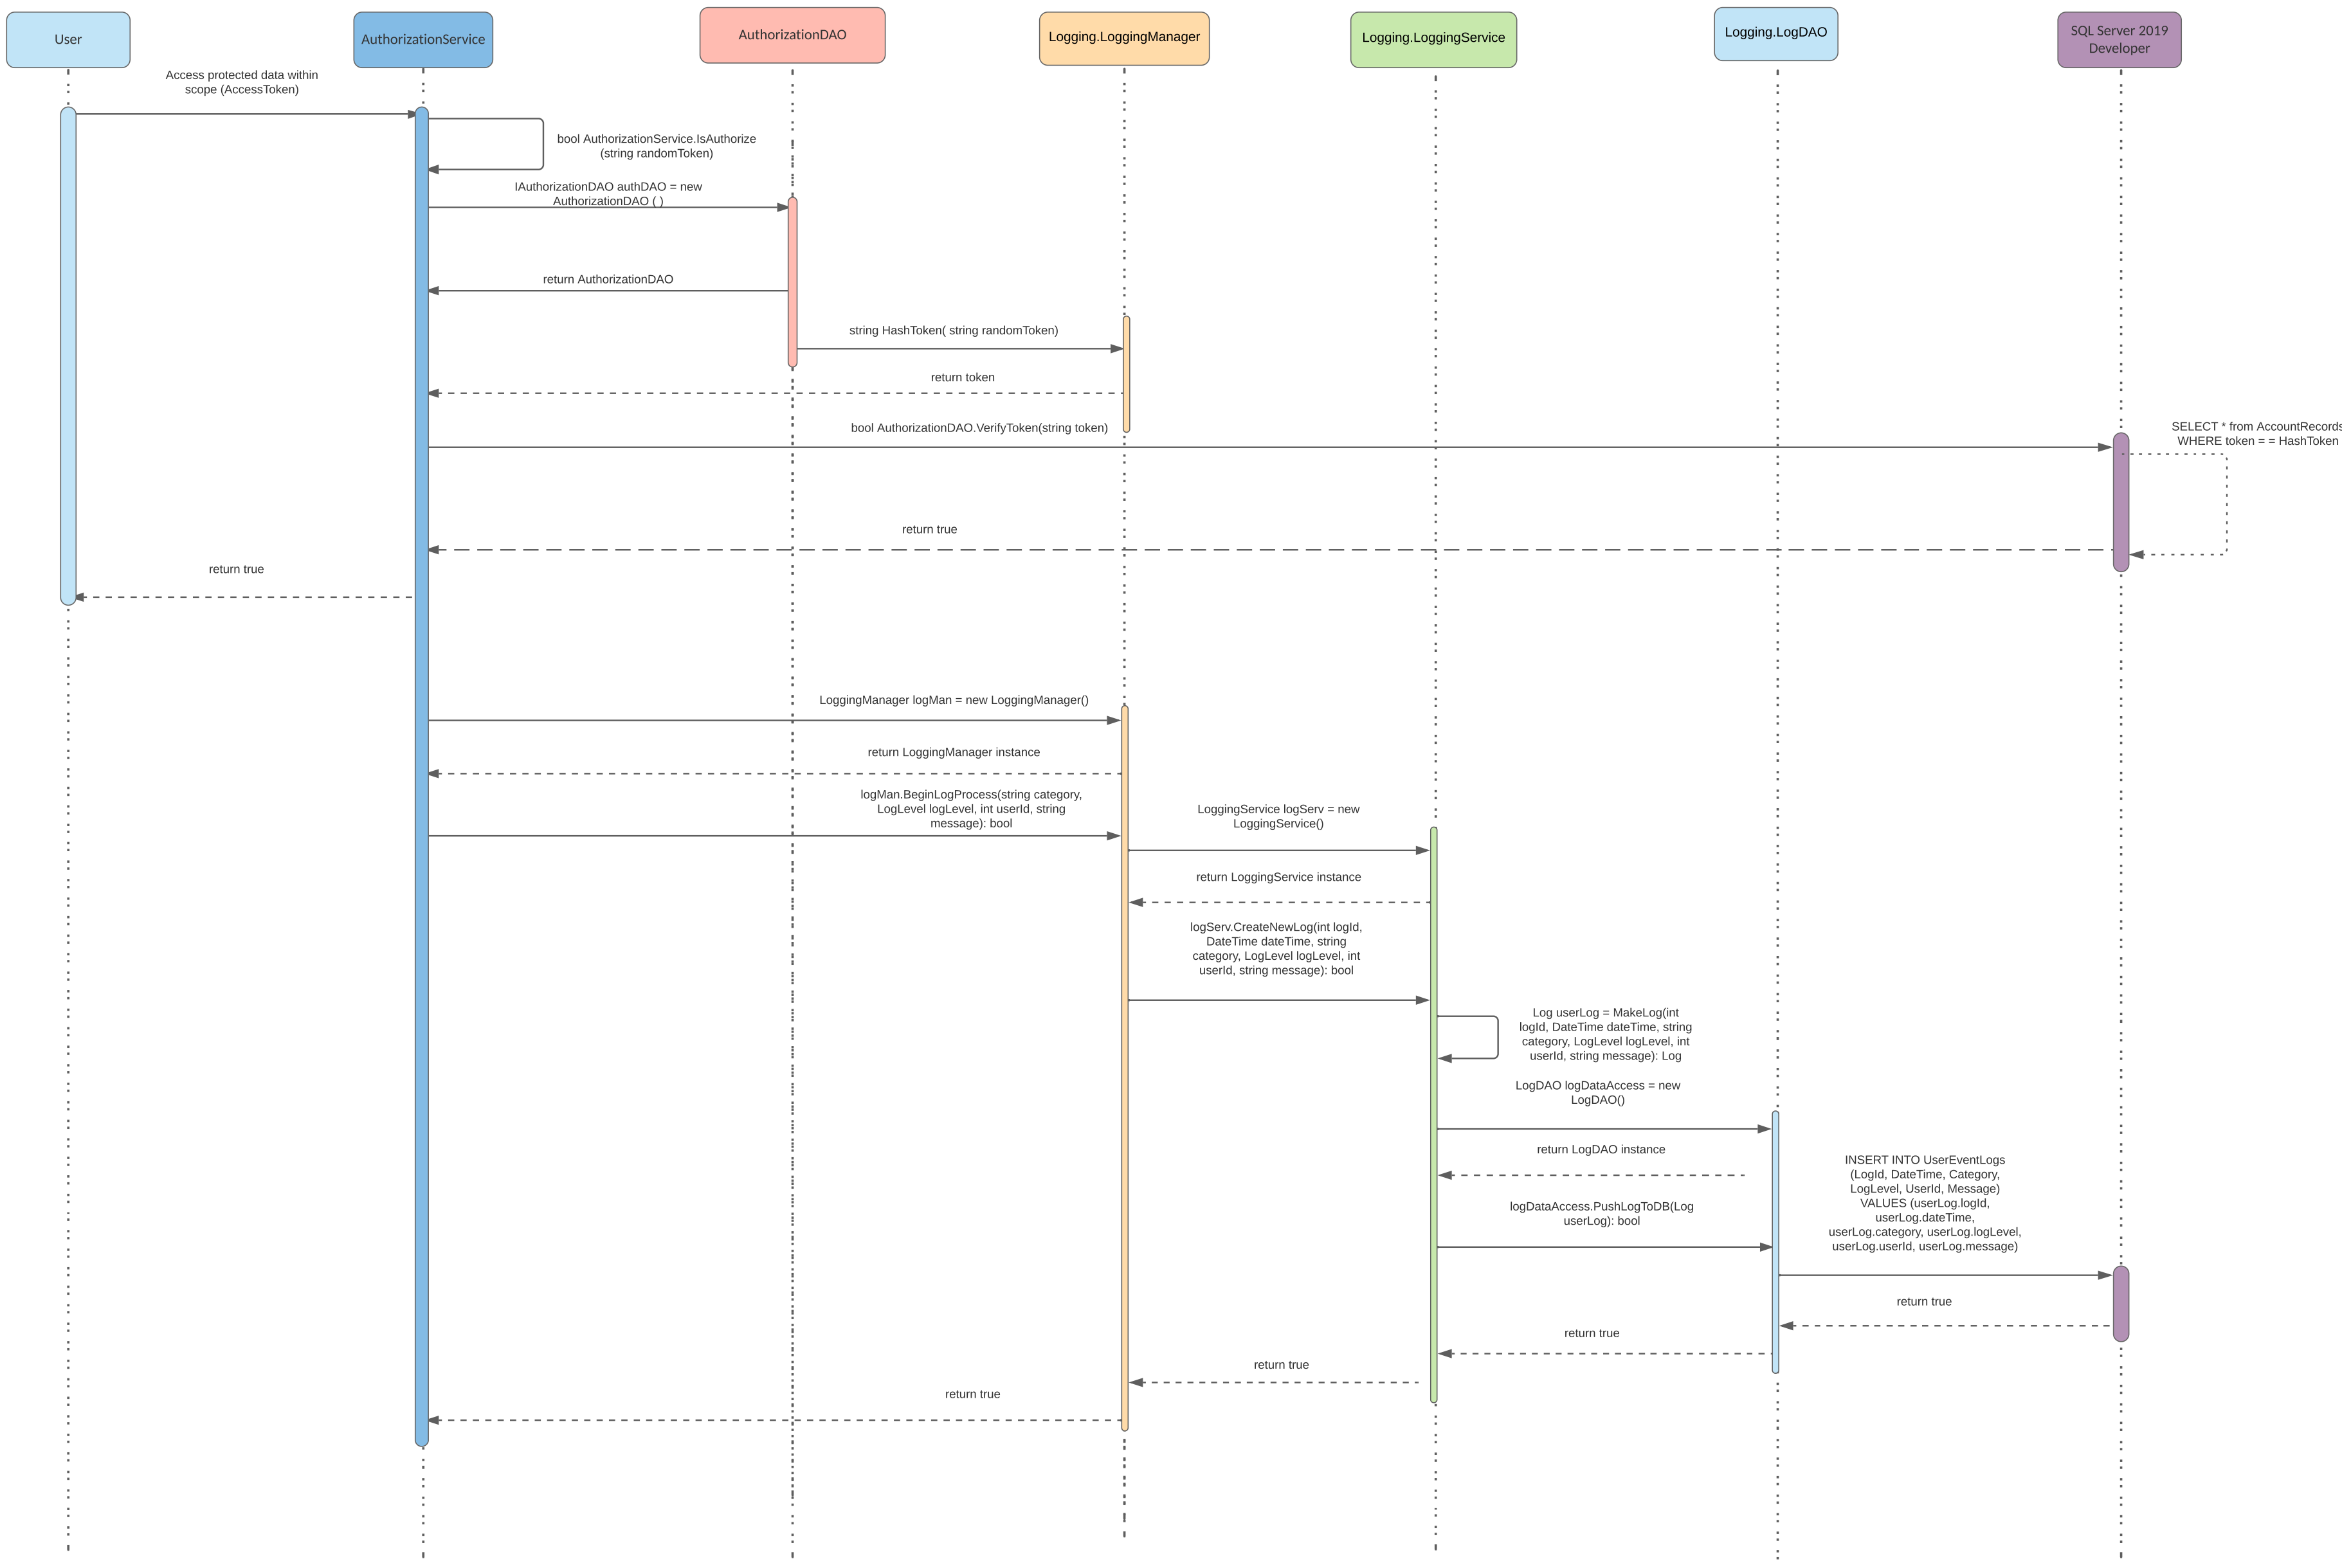 User
AuthorizationService
AuthorizationDAO
Logging.LoggingManager
Logging.LoggingService
Logging.LogDAO
SQL Server 2019
Developer
Access protected data within
scope (AccessToken)
bool AuthorizationService.IsAuthorize
(string randomToken)
IAuthorizationDAO authDAO = new
AuthorizationDAO ( )
return AuthorizationDAO
string HashToken( string randomToken)
return token
bool AuthorizationDAO.VerifyToken(string token)
SELECT * from AccountRecords
WHERE token = = HashToken
return true
return true
LoggingManager logMan = new LoggingManager()
return LoggingManager instance
logMan.BeginLogProcess(string category,
LogLevel logLevel, int userId, string
message): bool
LoggingService logServ = new
LoggingService()
return LoggingService instance
logServ.CreateNewLog(int logId,
DateTime dateTime, string
category, LogLevel logLevel, int
userId, string message): bool
Log userLog = MakeLog(int
logId, DateTime dateTime, string
category, LogLevel logLevel, int
userId, string message): Log
LogDAO logDataAccess = new
LogDAO()
return LogDAO instance
logDataAccess.PushLogToDB(Log
userLog): bool
INSERT INTO UserEventLogs
(LogId, DateTime, Category,
LogLevel, UserId, Message)
VALUES (userLog.logId,
userLog.dateTime,
userLog.category, userLog.logLevel,
userLog.userId, userLog.message)
return true
return true
return true
return true